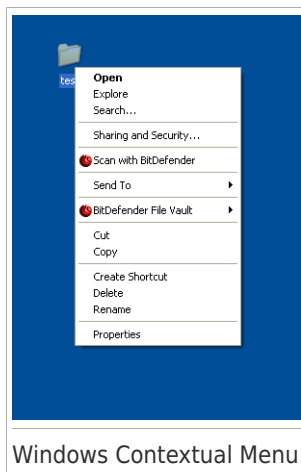 Open
Explore
Search...
Sharing and Security...
Scan with BitDefender
Send To
BitDefender File Vault
Cut
Copy
Create Shortcut
Delete
Rename
Properties
Windows Contextual Menu